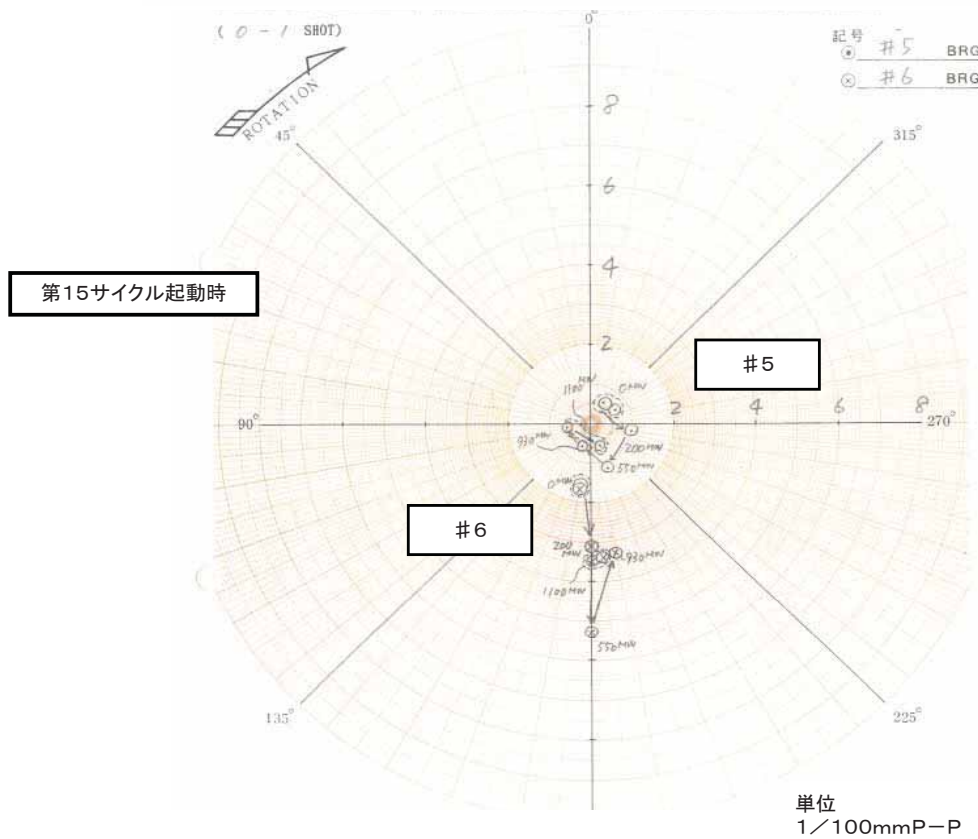 (0-1 SHOT)
0°
記号
⊙ #5 BRG
⊗ #6 BRG
ROTATION
45°
315°
8
6
4
2
第15サイクル起動時
#5
1100MW
0MW
2 4 6 8
90°
270°
930MW
200MW
550MW
0MW
#6
200MW
930MW
1100MW
550MW
135°
225°
単位
1/100mmP-P